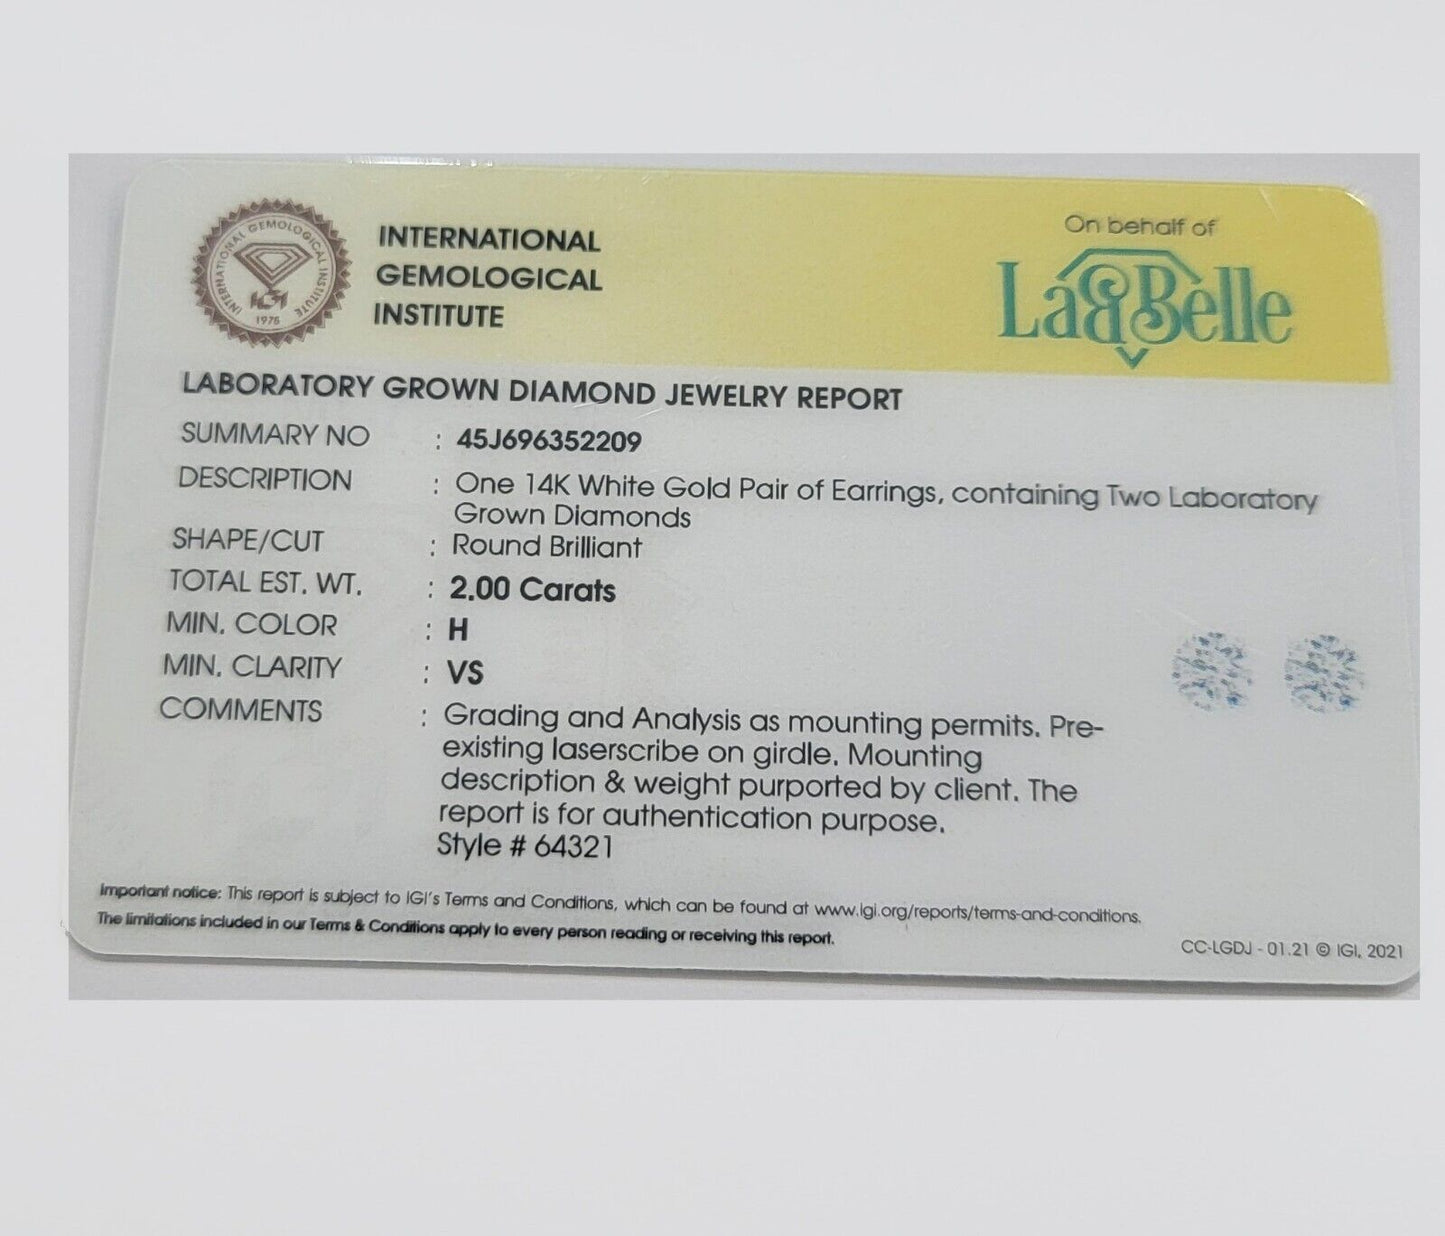 INTERNATIONAL GEMOLOGICAL INSTITUTE
IGI
1975
INTERNATIONAL
GEMOLOGICAL
INSTITUTE
On behalf of
La Belle
LABORATORY GROWN DIAMOND JEWELRY REPORT
SUMMARY NO : 45J696352209
DESCRIPTION : One 14K White Gold Pair of Earrings, containing Two Laboratory
Grown Diamonds
SHAPE/CUT : Round Brilliant
TOTAL EST. WT. : 2.00 Carats
MIN. COLOR : H
MIN. CLARITY : VS
COMMENTS : Grading and Analysis as mounting permits. Pre-
existing laserscribe on girdle. Mounting
description & weight purported by client. The
report is for authentication purpose.
Style # 64321
Important notice: This report is subject to IGI's Terms and Conditions, which can be found at www.igi.org/reports/terms-and-conditions.
The limitations included in our Terms & Conditions apply to every person reading or receiving this report.
CC-LGDJ - 01.21 © IGI, 2021